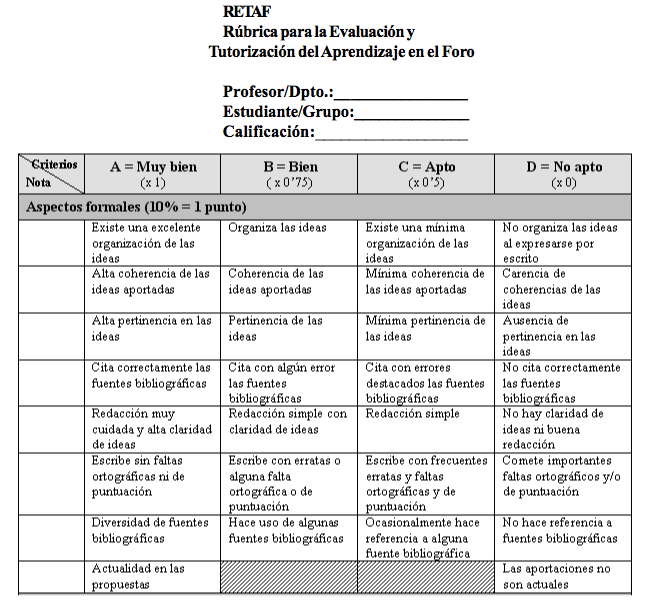 RETAF
Rúbrica para la Evaluación y
Tutorización del Aprendizaje en el Foro
Profesor/Dpto.:_________________
Estudiante/Grupo:______________
Calificación:___________________
Criterios
Nota
A = Muy bien
(x 1)
B = Bien
( x 0'75)
C = Apto
(x 0'5)
D = No apto
(x 0)
Aspectos formales (10% = 1 punto)
Existe una excelente
organización de las
ideas
Organiza las ideas
Existe una mínima
organización de las
ideas
No organiza las ideas
al expresarse por
escrito
Alta coherencia de las
ideas aportadas
Coherencia de las
ideas aportadas
Mínima coherencia de
las ideas aportadas
Carencia de
coherencias de las
ideas
Alta pertinencia en las
ideas
Pertinencia de las
ideas
Mínima pertinencia de
las ideas
Ausencia de
pertinencia en las
ideas
Cita correctamente las
fuentes bibliográficas
Cita con algún error
las fuentes
bibliográficas
Cita con errores
destacados las fuentes
bibliográficas
No cita correctamente
las fuentes
bibliográficas
Redacción muy
cuidada y alta claridad
de ideas
Redacción simple con
claridad de ideas
Redacción simple
No hay claridad de
ideas ni buena
redacción
Escribe sin faltas
ortográficas ni de
puntuación
Escribe con erratas o
alguna falta
ortográfica o de
puntuación
Escribe con frecuentes
erratas y faltas
ortográficas y de
puntuación
Comete importantes
faltas ortográficos y/o
de puntuación
Diversidad de fuentes
bibliográficas
Hace uso de algunas
fuentes bibliográficas
Ocasionalmente hace
referencia a alguna
fuente bibliográfica
No hace referencia a
fuentes bibliográficas
Actualidad en las
propuestas
Las aportaciones no
son actuales